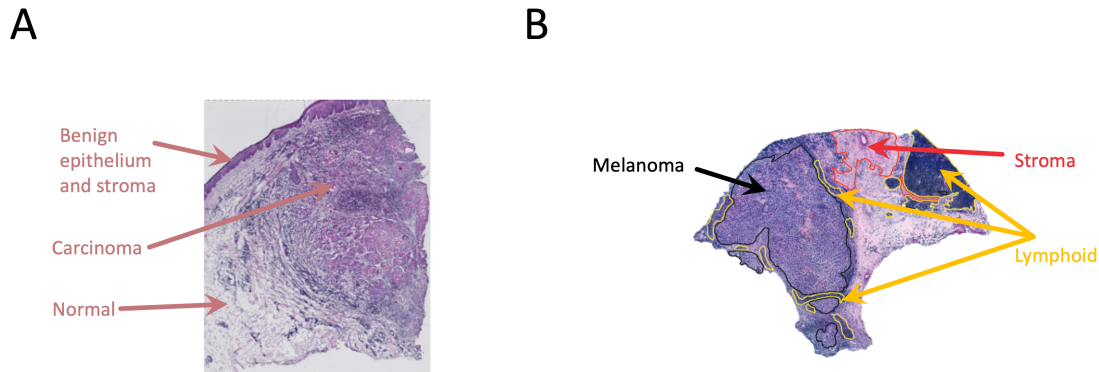 A
B
Benign
epithelium
and stroma
Carcinoma
Normal
Melanoma
Stroma
Lymphoid